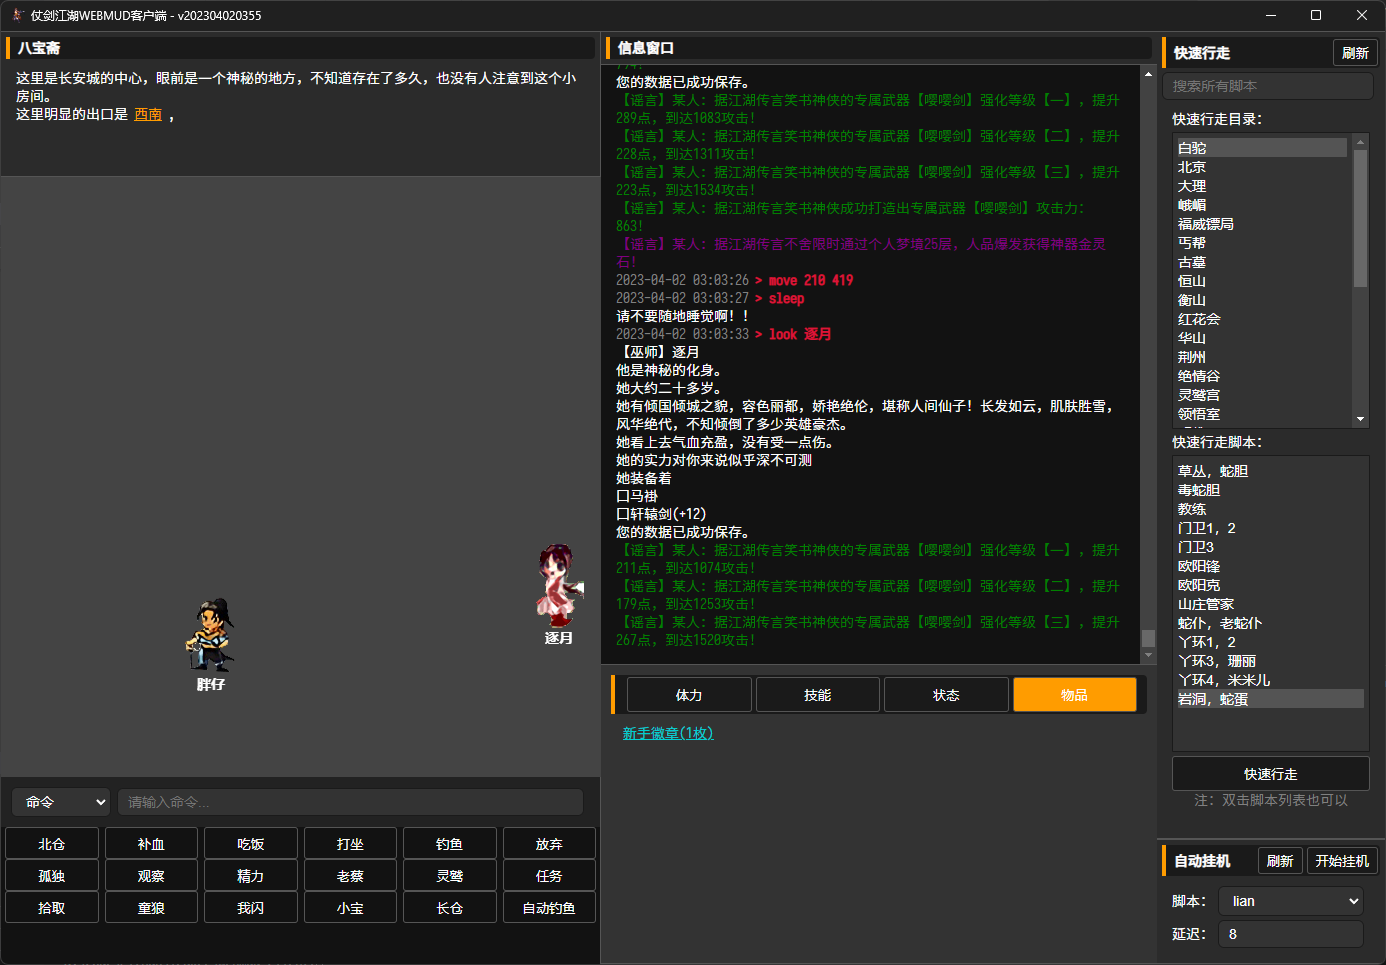 仗剑江湖WEBMUD客户端 - v202304020355
八宝斋
这里是长安城的中心，眼前是一个神秘的地方，不知道存在了多久，也没有人注意到这个小
房间。
这里明显的出口是 西南 ，
逐月
胖仔
命令
请输入命令...
北仓 补血 吃饭 打坐 钓鱼 放弃
孤独 观察 精力 老蔡 灵鹫 任务
拾取 童狼 我闪 小宝 长仓 自动钓鱼
信息窗口
您的数据已成功保存。
【谣言】某人：据江湖传言笑书神侠的专属武器【嘤嘤剑】强化等级【一】，提升
289点，到达1083攻击！
【谣言】某人：据江湖传言笑书神侠的专属武器【嘤嘤剑】强化等级【二】，提升
228点，到达1311攻击！
【谣言】某人：据江湖传言笑书神侠的专属武器【嘤嘤剑】强化等级【三】，提升
223点，到达1534攻击！
【谣言】某人：据江湖传言笑书神侠成功打造出专属武器【嘤嘤剑】攻击力：
863！
【谣言】某人：据江湖传言不舍限时通过个人梦境25层，人品爆发获得神器金灵
石！
2023-04-02 03:03:26 > move 210 419
2023-04-02 03:03:27 > sleep
请不要随地睡觉啊！！
2023-04-02 03:03:33 > look 逐月
【巫师】逐月
他是神秘的化身。
她大约二十多岁。
她有倾国倾城之貌，容色丽都，娇艳绝伦，堪称人间仙子！长发如云，肌肤胜雪，
风华绝代，不知倾倒了多少英雄豪杰。
她看上去气血充盈，没有受一点伤。
她的实力对你来说似乎深不可测
她装备着
口马褂
口轩辕剑(+12)
您的数据已成功保存。
【谣言】某人：据江湖传言笑书神侠的专属武器【嘤嘤剑】强化等级【一】，提升
211点，到达1074攻击！
【谣言】某人：据江湖传言笑书神侠的专属武器【嘤嘤剑】强化等级【二】，提升
179点，到达1253攻击！
【谣言】某人：据江湖传言笑书神侠的专属武器【嘤嘤剑】强化等级【三】，提升
267点，到达1520攻击！
体力 技能 状态 物品
新手徽章(1枚)
快速行走 刷新
搜索所有脚本
快速行走目录：
白驼
北京
大理
峨嵋
福威镖局
丐帮
古墓
恒山
衡山
红花会
华山
荆州
绝情谷
灵鹫宫
领悟室
快速行走脚本：
草丛，蛇胆
毒蛇胆
教练
门卫1，2
门卫3
欧阳锋
欧阳克
山庄管家
蛇仆，老蛇仆
丫环1，2
丫环3，珊丽
丫环4，米米儿
岩洞，蛇蛋
快速行走
注：双击脚本列表也可以
自动挂机 刷新 开始挂机
脚本： lian
延迟： 8